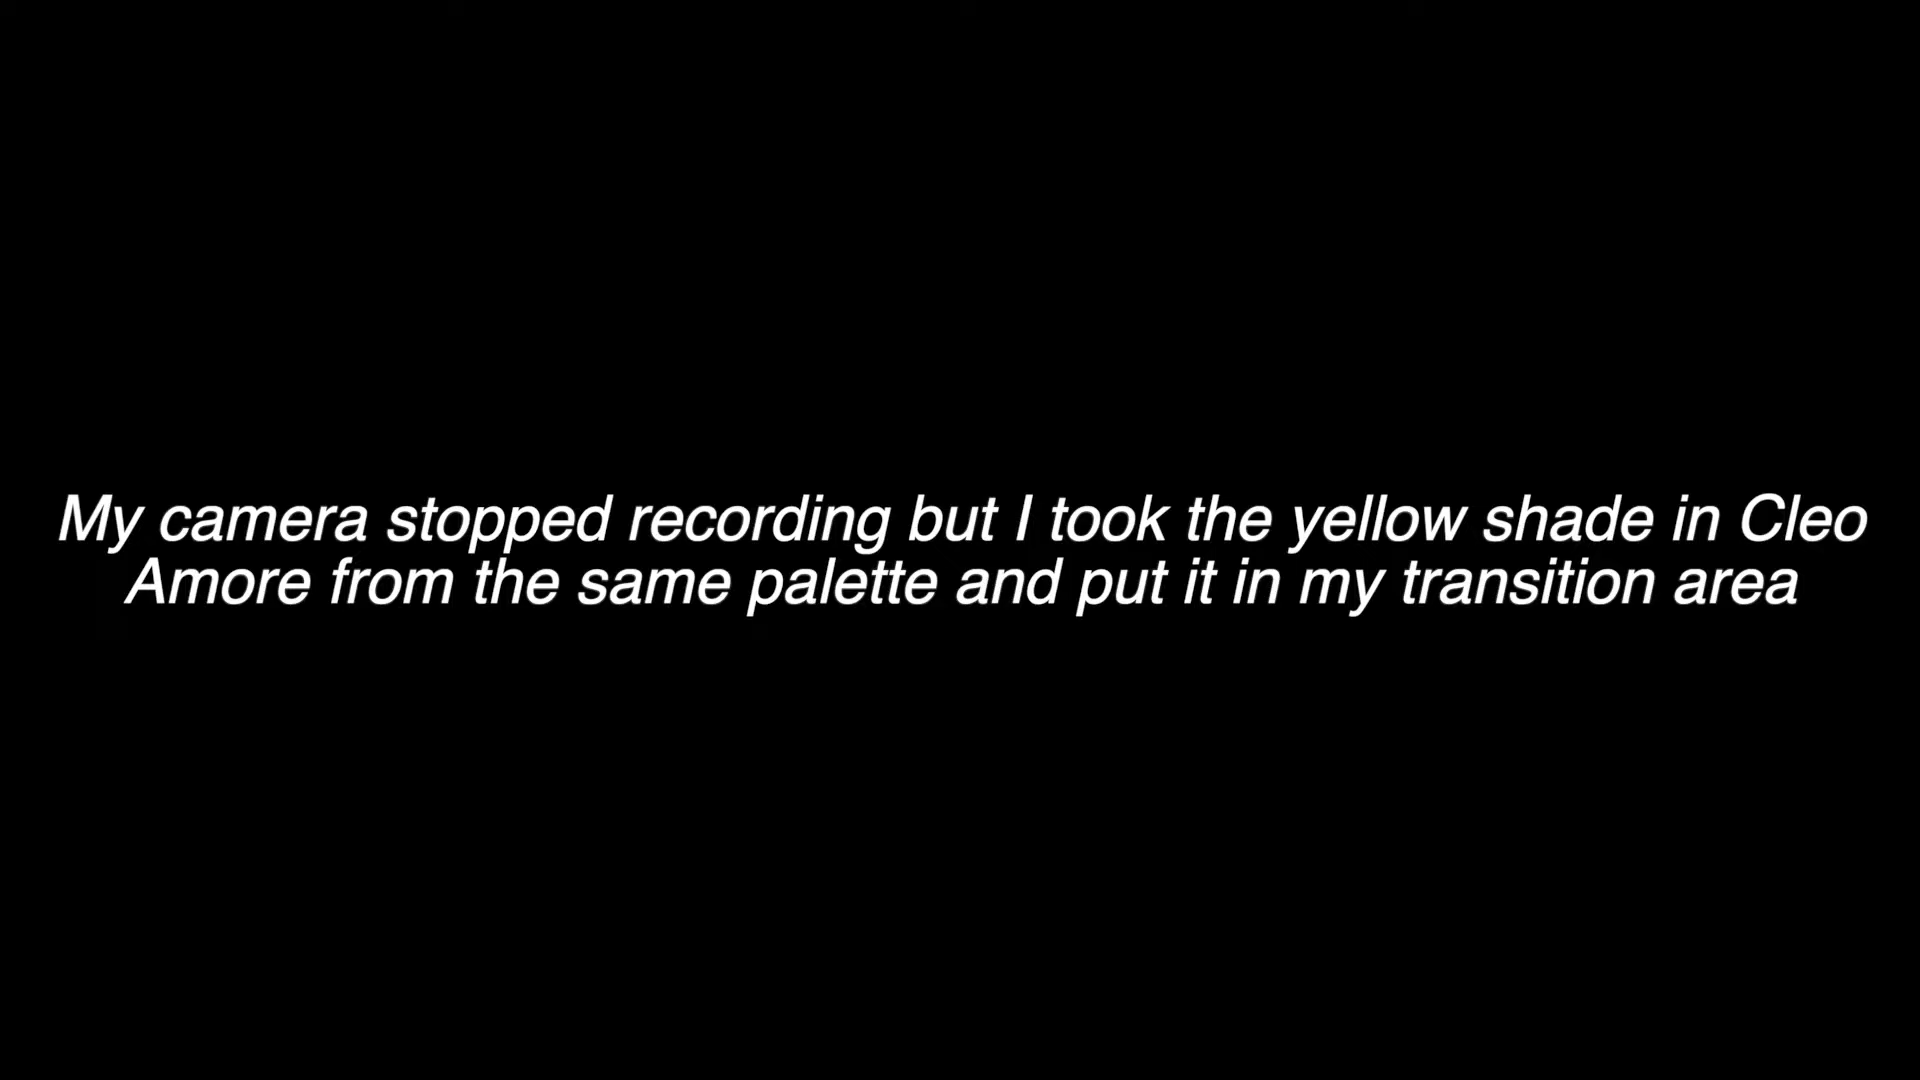 My camera stopped recording but I took the yellow shade in Cleo
Amore from the same palette and put it in my transition area